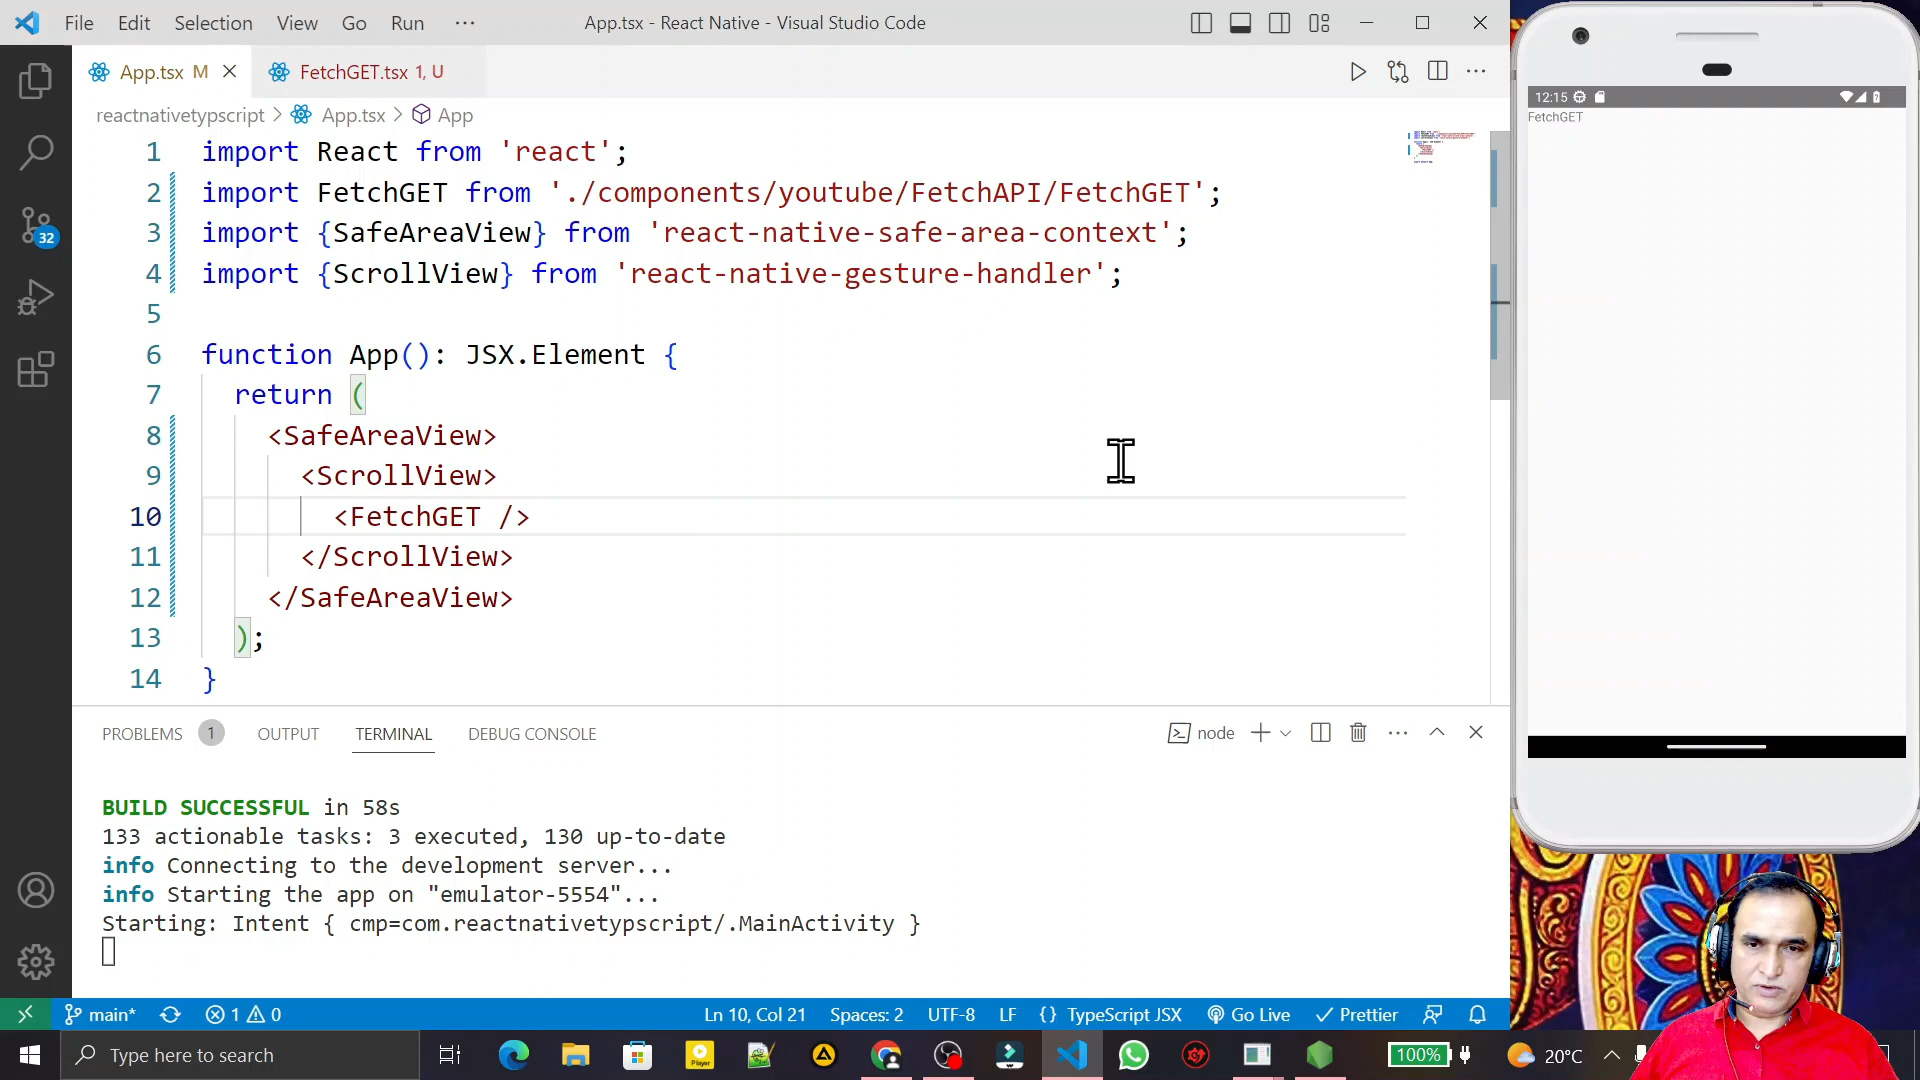 File Edit Selection View Go Run ···
App.tsx - React Native - Visual Studio Code
App.tsx M
FetchGET.tsx 1, U
reactnativetypscript > App.tsx > App
1 import React from 'react';
2 import FetchGET from './components/youtube/FetchAPI/FetchGET';
3 import {SafeAreaView} from 'react-native-safe-area-context';
4 import {ScrollView} from 'react-native-gesture-handler';
5
6 function App(): JSX.Element {
7 return (
8 <SafeAreaView>
9 <ScrollView>
10 <FetchGET />
11 </ScrollView>
12 </SafeAreaView>
13 );
14 }
32
PROBLEMS 1 OUTPUT TERMINAL DEBUG CONSOLE
node
BUILD SUCCESSFUL in 58s
133 actionable tasks: 3 executed, 130 up-to-date
info Connecting to the development server...
info Starting the app on "emulator-5554"...
Starting: Intent { cmp=com.reactnativetypscript/.MainActivity }
main* 1 0 Ln 10, Col 21 Spaces: 2 UTF-8 LF {} TypeScript JSX Go Live Prettier
Type here to search
Player
100%
20°C
12:15
FetchGET